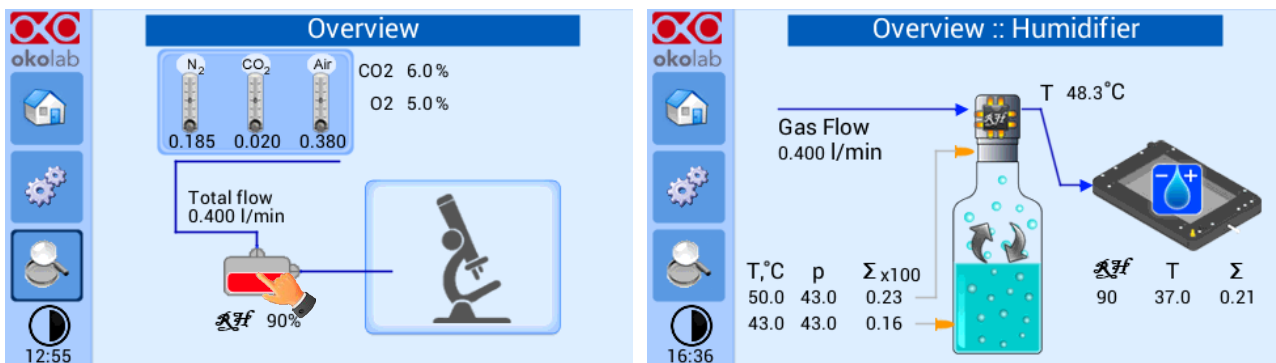 Overview
okolab
N2 CO2 Air
CO2 6.0%
O2 5.0%
0.185 0.020 0.380
Total flow
0.400 l/min
RH 90%
12:55
Overview :: Humidifier
okolab
T 48.3°C
RH
Gas Flow
0.400 l/min
- +
T,°C p Σ x100
50.0 43.0 0.23
43.0 43.0 0.16
RH T Σ
90 37.0 0.21
16:36